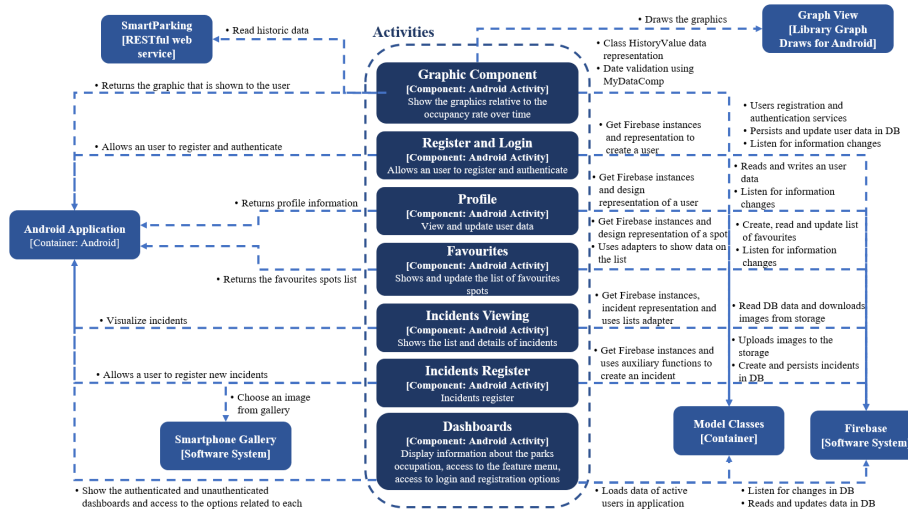 SmartParking
[RESTful web
service]
• Read historic data
Activities
• Draws the graphics
Graph View
[Library Graph
Draws for Android]
• Class HistoryValue data
representation
• Date validation using
MyDataComp
Graphic Component
[Component: Android Activity]
Show the graphics relative to the
occupancy rate over time
• Returns the graphic that is shown to the user
• Users registration and
authentication services
• Persists and update user data in DB
• Listen for information changes
• Allows an user to register and authenticate
Register and Login
[Component: Android Activity]
Allows an user to register and authenticate
• Get Firebase instances
and representation to
create a user
• Reads and writes an user
data
• Listen for information
changes
• Returns profile information
Profile
[Component: Android Activity]
View and update user data
• Get Firebase instances and
design representation
representation of a user
Android Application
[Container: Android]
• Get Firebase instances and
design representation of a spot
• Uses adapters to show data on
the list
• Create, read and update list
of favourites
• Listen for information
changes
Favourites
[Component: Android Activity]
Shows and update the list of favourites
spots
• Returns the favourites spots list
Incidents Viewing
[Component: Android Activity]
Shows the list and details of incidents
• Visualize incidents
• Get Firebase instances,
incident representation and
uses lists adapter
• Read DB data and downloads
images from storage
• Uploads images to the
storage
• Create and persists incidents
in DB
• Allows a user to register new incidents
Incidents Register
[Component: Android Activity]
Incidents register
• Get Firebase instances and
uses auxiliary functions to
create an incident
• Choose an image
from gallery
Smartphone Gallery
[Software System]
Dashboards
[Component: Android Activity]
Display information about the parks
occupation, access to the feature menu,
access to login and registration options
Model Classes
[Container]
Firebase
[Software System]
• Show the authenticated and unauthenticated
dashboards and access to the options related to each
• Loads data of active
users in application
• Listen for changes in DB
• Reads and updates data in DB